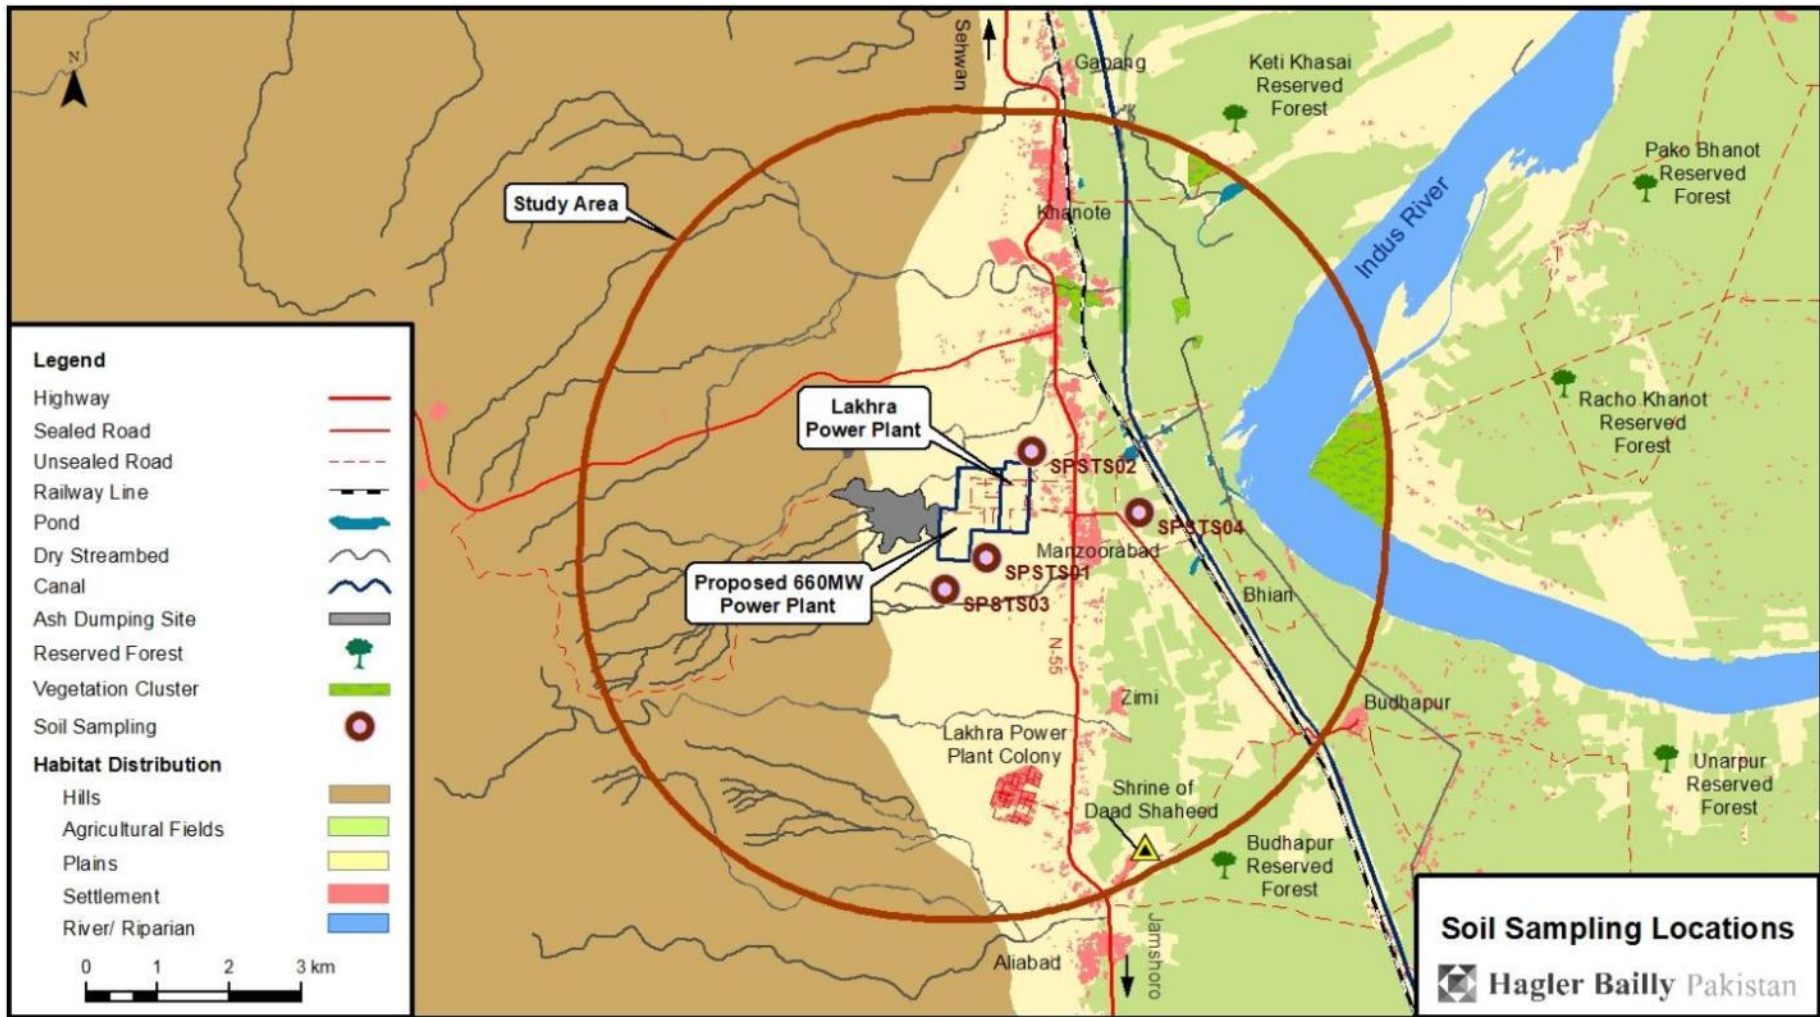 N
Sehwan
Gabang
Keti Khasai
Reserved
Forest
Pako Bhanot
Reserved
Forest
Study Area
Khanote
Indus River
Racho Khanot
Reserved
Forest
Lakhra
Power Plant
SPSTS02
SPSTS04
Manzoorabad
SPSTS01
Proposed 660MW
Power Plant
SPSTS03
Bhian
N-55
Zimi
Budhapur
Lakhra Power
Plant Colony
Shrine of
Daad Shaheed
Unarpur
Reserved
Forest
Budhapur
Reserved
Forest
Aliabad
Jamshoro
Legend
Highway
Sealed Road
Unsealed Road
Railway Line
Pond
Dry Streambed
Canal
Ash Dumping Site
Reserved Forest
Vegetation Cluster
Soil Sampling
Habitat Distribution
Hills
Agricultural Fields
Plains
Settlement
River/ Riparian
0 1 2 3 km
Soil Sampling Locations
Hagler Bailly Pakistan